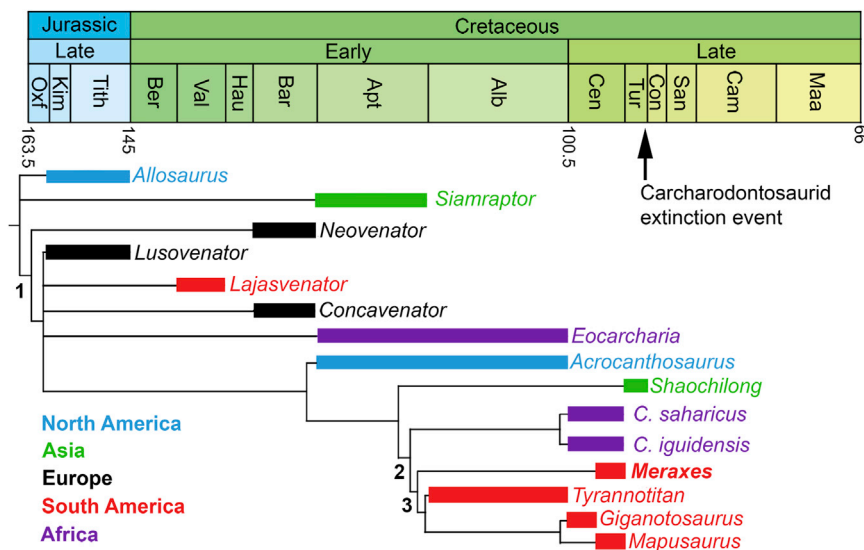 Jurassic Cretaceous
Late Early Late
Oxf Kim Tith Ber Val Hau Bar Apt Alb Cen Tur Con San Cam Maa
163.5 145 100.5 66
Allosaurus
Carcharodontosaurid
extinction event
Siamraptor
Neovenator
Lusovenator
1
Lajasvenator
Concavenator
Eocarcharia
Acrocanthosaurus
Shaochilong
C. saharicus
C. iguidensis
2
Meraxes
3
Tyrannotitan
Giganotosaurus
Mapusaurus
North America
Asia
Europe
South America
Africa